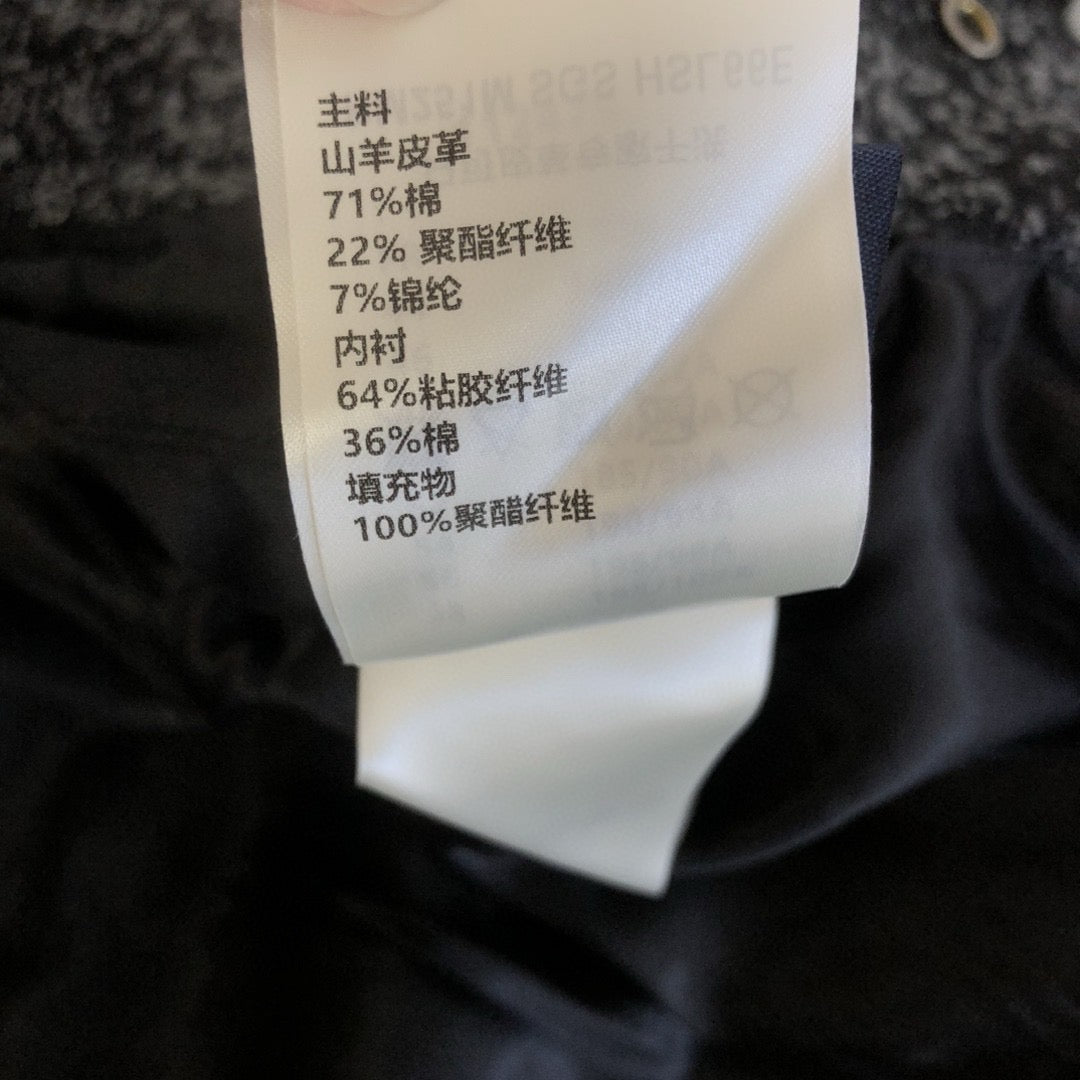 主料
山羊皮革
71%棉
22% 聚酯纤维
7%锦纶
内衬
64%粘胶纤维
36%棉
填充物
100%聚醋纤维